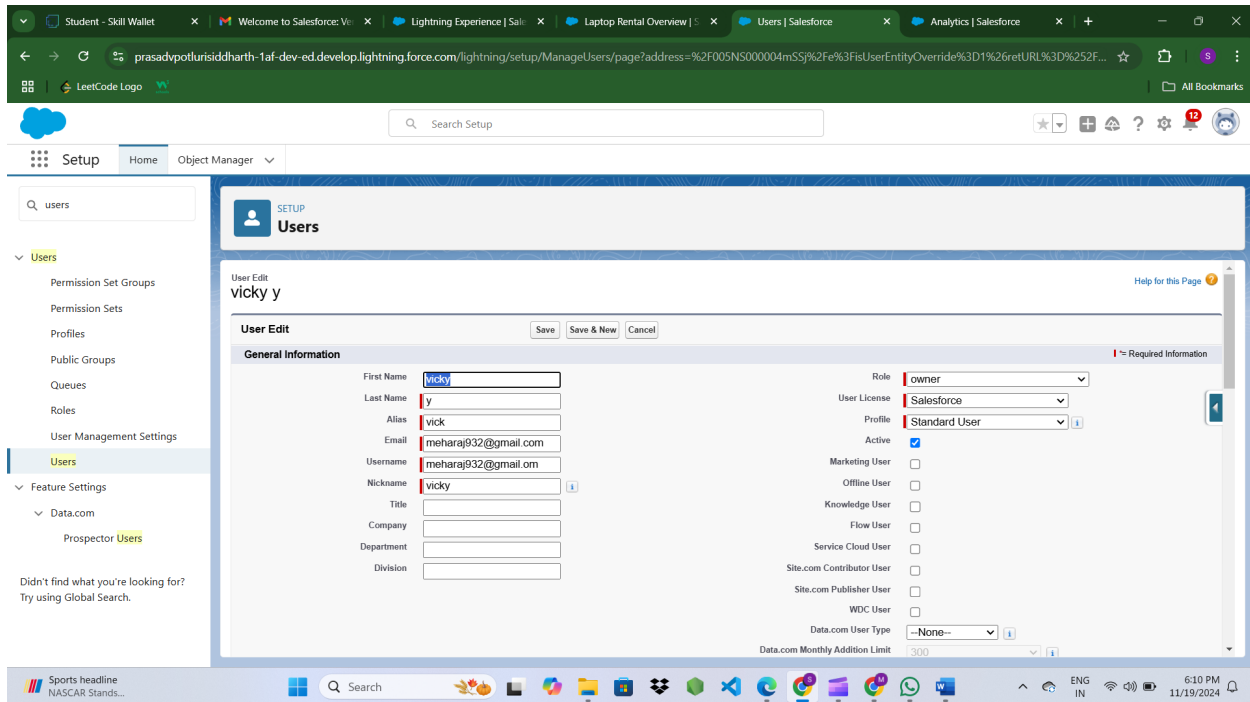 Student - Skill Wallet
Welcome to Salesforce: Ver
Lightning Experience | Sale
Laptop Rental Overview | S
Users | Salesforce
Analytics | Salesforce
prasadvpotlurisiddharth-1af-dev-ed.develop.lightning.force.com/lightning/setup/ManageUsers/page?address=%2F005NS000004mSSj%2Fe%3FisUserEntityOverride%3D1%26retURL%3D%252F...
S
LeetCode Logo
All Bookmarks
Search Setup
12
Setup
Home
Object Manager
users
SETUP
Users
Users
Permission Set Groups
Permission Sets
Profiles
Public Groups
Queues
Roles
User Management Settings
Users
Feature Settings
Data.com
Prospector Users
Didn't find what you're looking for?
Try using Global Search.
User Edit
vicky y
Help for this Page
User Edit
Save
Save & New
Cancel
General Information
= Required Information
First Name vicky
Last Name y
Alias vick
Email meharaj932@gmail.com
Username meharaj932@gmail.om
Nickname vicky
Title
Company
Department
Division
Role owner
User License Salesforce
Profile Standard User
Active
Marketing User
Offline User
Knowledge User
Flow User
Service Cloud User
Site.com Contributor User
Site.com Publisher User
WDC User
Data.com User Type --None--
Data.com Monthly Addition Limit 300
Sports headline
NASCAR Stands...
Search
ENG
IN
6:10 PM
11/19/2024